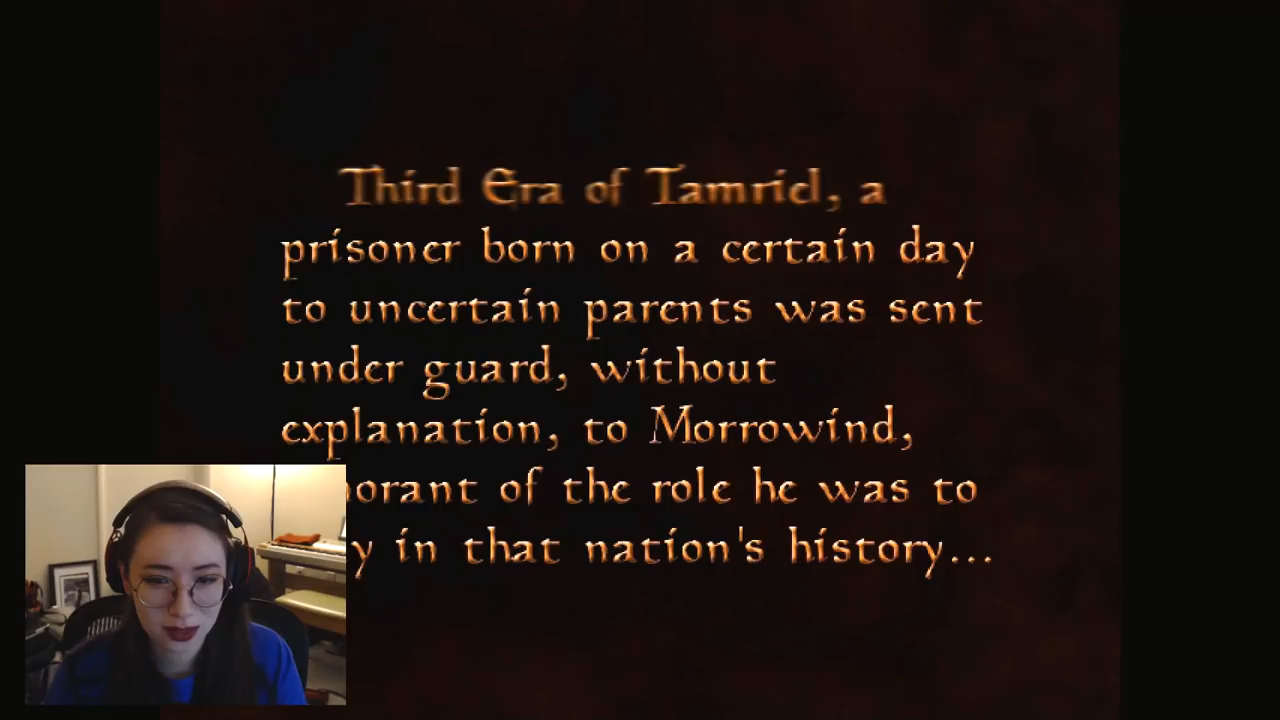 Third Era of Tamriel, a
prisoner born on a certain day
to uncertain parents was sent
under guard, without
explanation, to Morrowind,
norant of the role he was to
y in that nation's history...